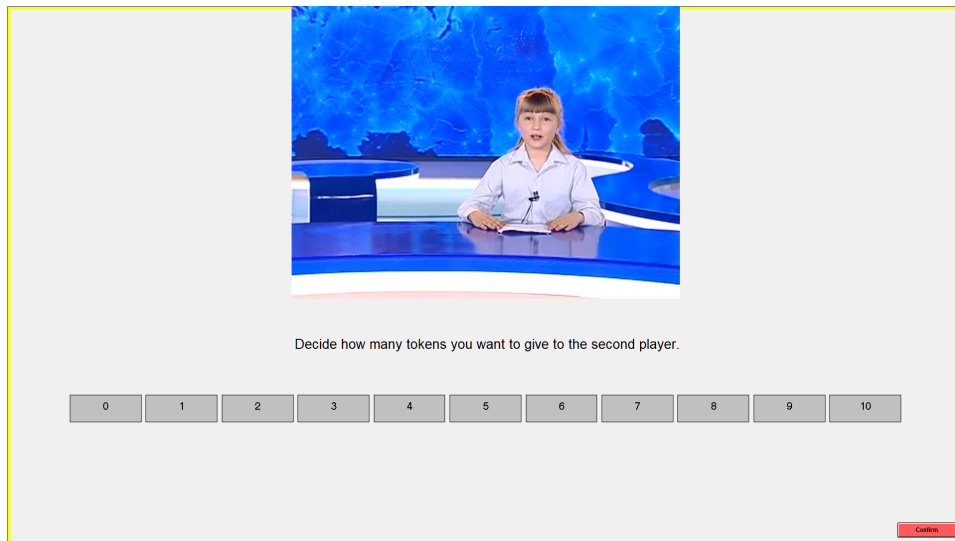 Decide how many tokens you want to give to the second player.
0 1 2 3 4 5 6 7 8 9 10
Confirm